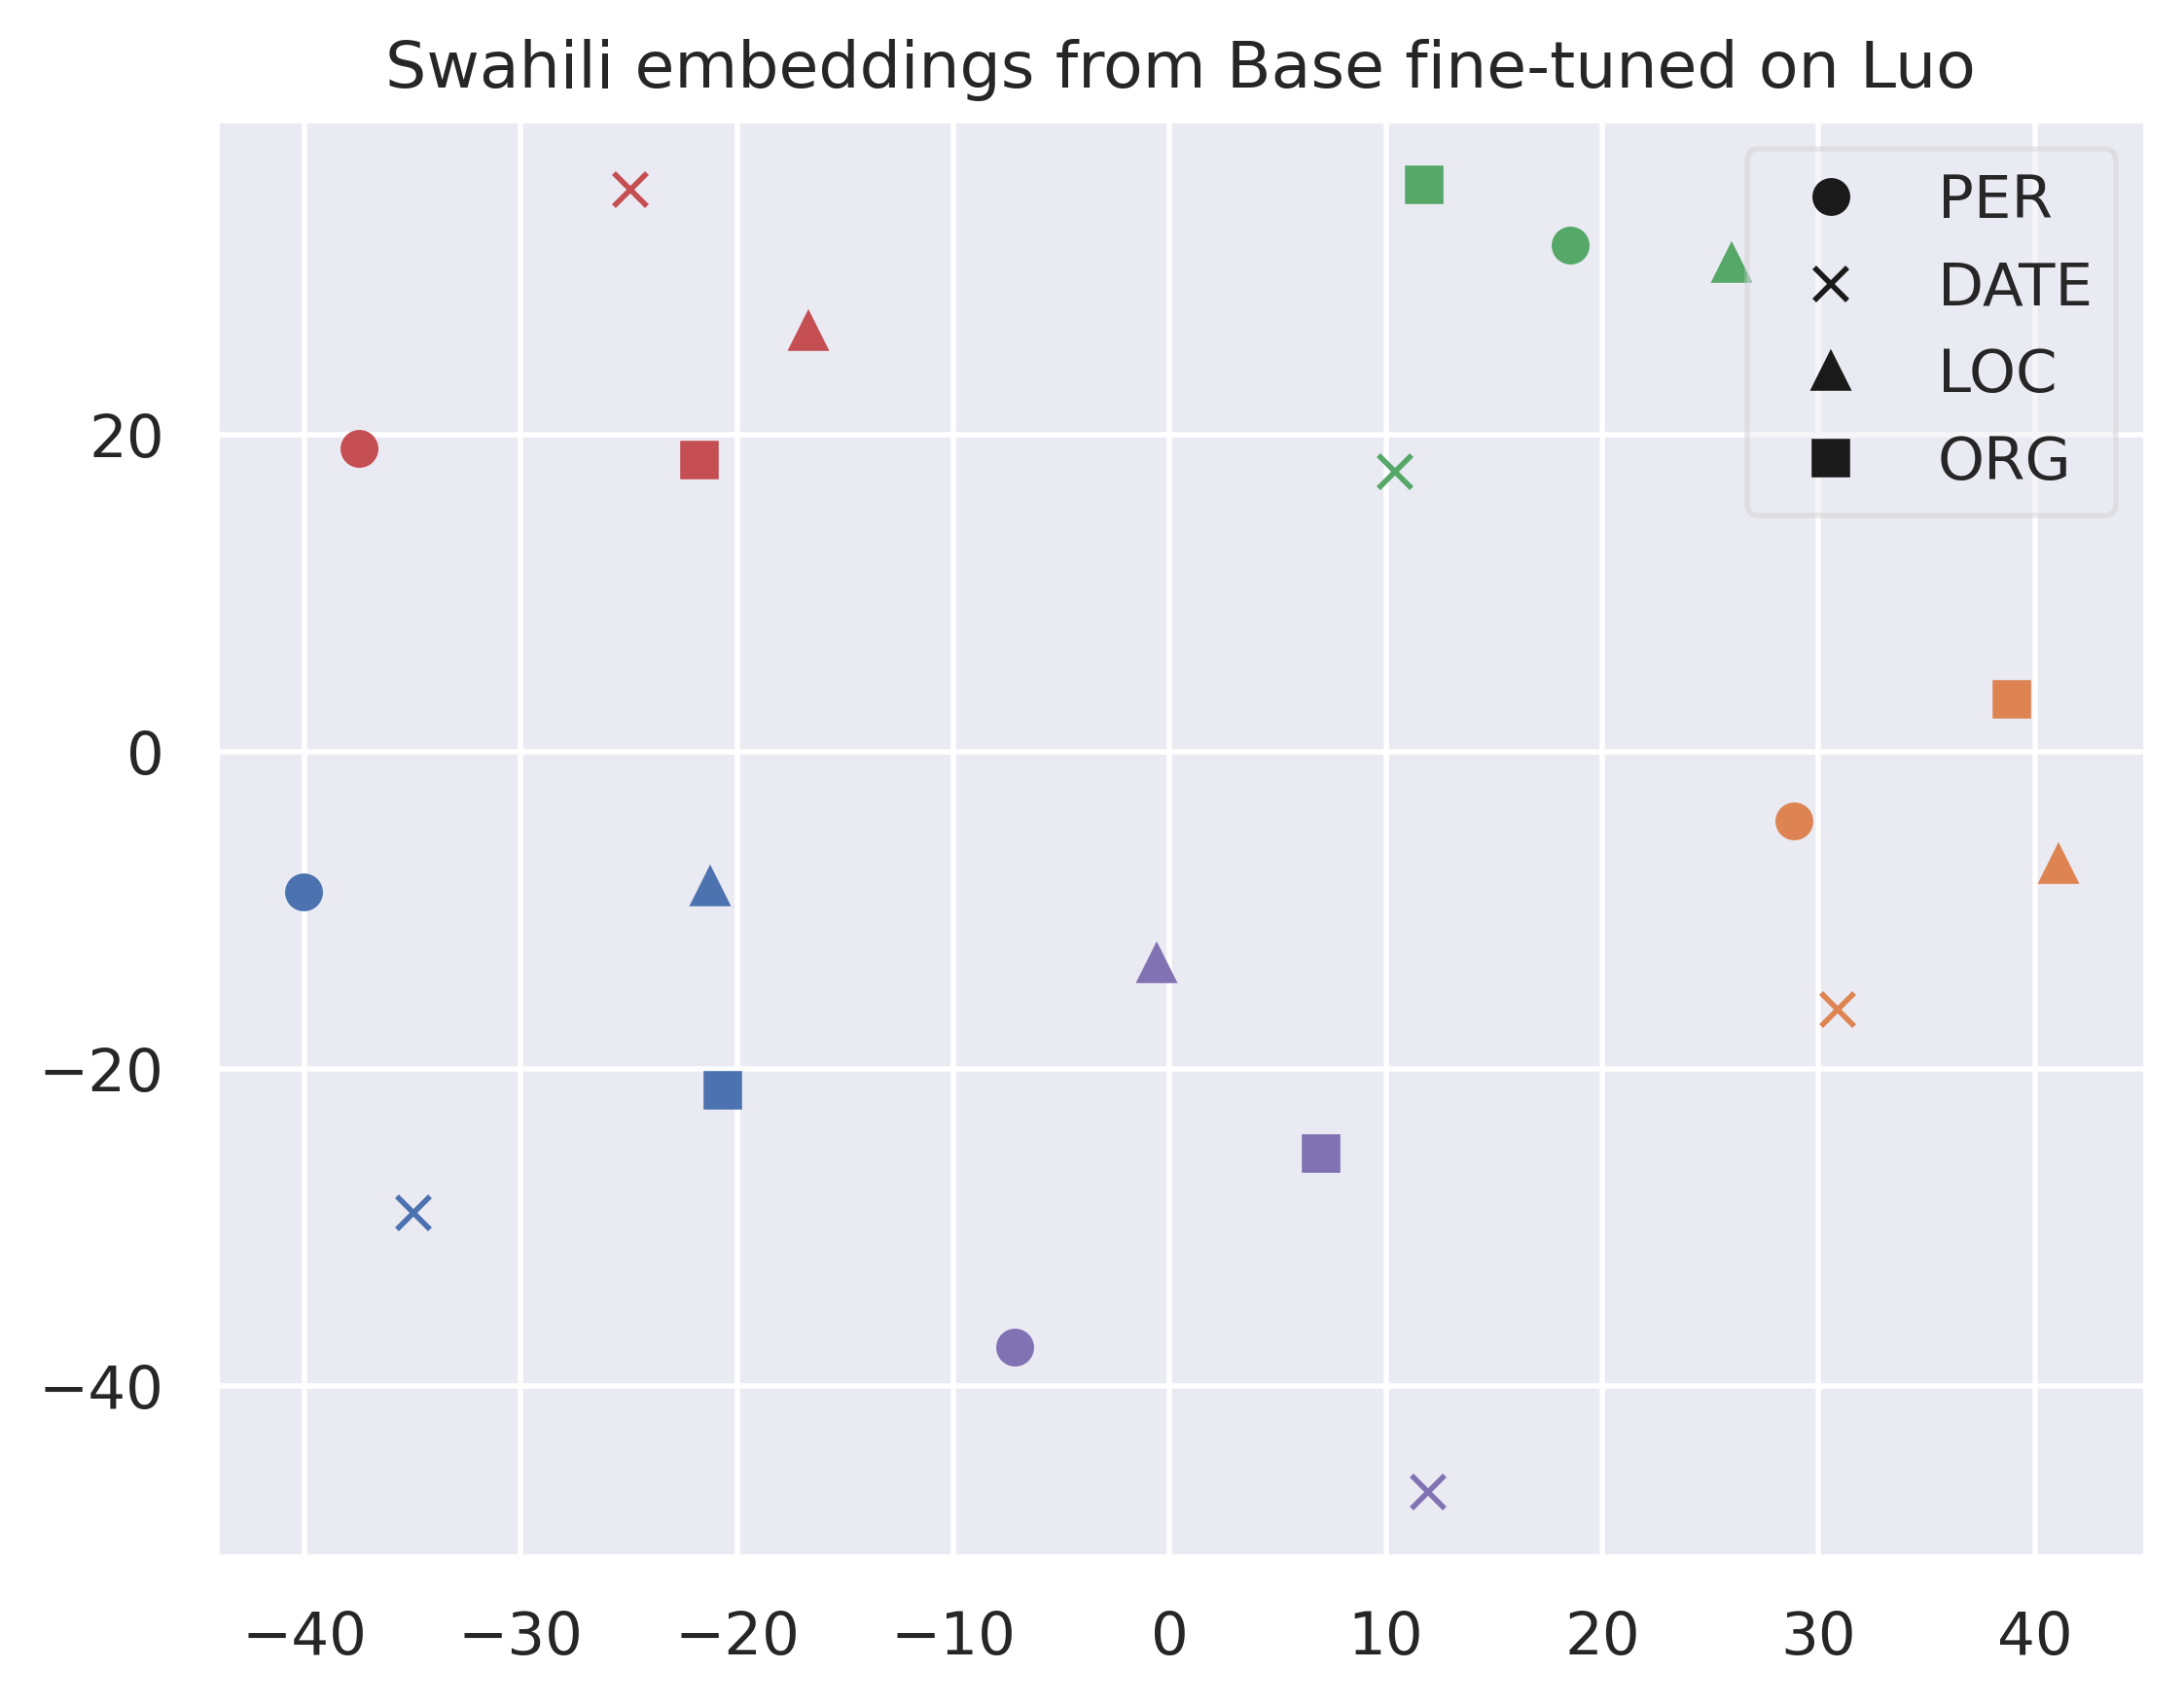 Swahili embeddings from Base fine-tuned on Luo
PER
DATE
LOC
ORG
20
0
−20
−40
−40 −30 −20 −10 0 10 20 30 40